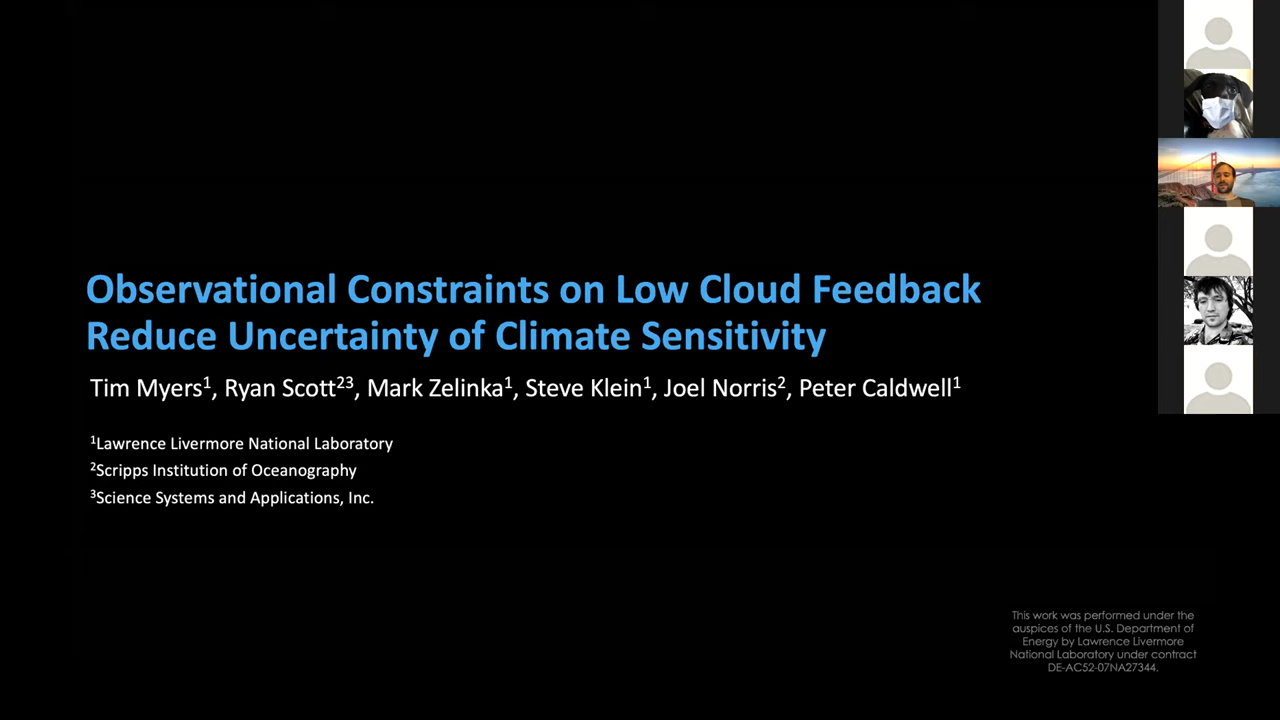 Observational Constraints on Low Cloud Feedback
Reduce Uncertainty of Climate Sensitivity
Tim Myers¹, Ryan Scott²³, Mark Zelinka¹, Steve Klein¹, Joel Norris², Peter Caldwell¹
¹Lawrence Livermore National Laboratory
²Scripps Institution of Oceanography
³Science Systems and Applications, Inc.
This work was performed under the
auspices of the U.S. Department of
Energy by Lawrence Livermore
National Laboratory under contract
DE-AC52-07NA27344.